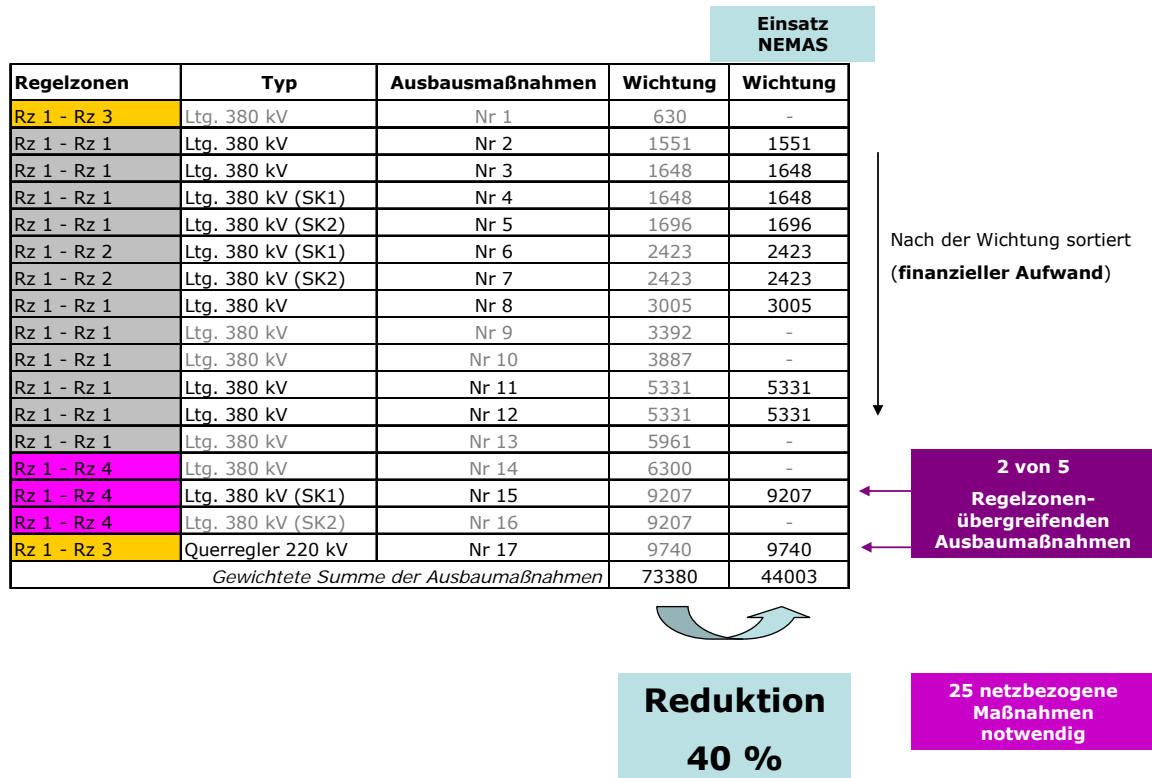 Einsatz
NEMAS
Regelzonen Typ Ausbausmaßnahmen Wichtung Wichtung
Rz 1 - Rz 3 Ltg. 380 kV Nr 1 630 -
Rz 1 - Rz 1 Ltg. 380 kV Nr 2 1551 1551
Rz 1 - Rz 1 Ltg. 380 kV Nr 3 1648 1648
Rz 1 - Rz 1 Ltg. 380 kV (SK1) Nr 4 1648 1648
Rz 1 - Rz 1 Ltg. 380 kV (SK2) Nr 5 1696 1696
Rz 1 - Rz 2 Ltg. 380 kV (SK1) Nr 6 2423 2423
Rz 1 - Rz 2 Ltg. 380 kV (SK2) Nr 7 2423 2423
Rz 1 - Rz 1 Ltg. 380 kV Nr 8 3005 3005
Rz 1 - Rz 1 Ltg. 380 kV Nr 9 3392 -
Rz 1 - Rz 1 Ltg. 380 kV Nr 10 3887 -
Rz 1 - Rz 1 Ltg. 380 kV Nr 11 5331 5331
Rz 1 - Rz 1 Ltg. 380 kV Nr 12 5331 5331
Rz 1 - Rz 1 Ltg. 380 kV Nr 13 5961 -
Rz 1 - Rz 4 Ltg. 380 kV Nr 14 6300 -
Rz 1 - Rz 4 Ltg. 380 kV (SK1) Nr 15 9207 9207
Rz 1 - Rz 4 Ltg. 380 kV (SK2) Nr 16 9207 -
Rz 1 - Rz 3 Querregler 220 kV Nr 17 9740 9740
Gewichtete Summe der Ausbaumaßnahmen 73380 44003
Nach der Wichtung sortiert
(finanzieller Aufwand)
2 von 5
Regelzonen-
übergreifenden
Ausbaumaßnahmen
Reduktion
40 %
25 netzbezogene
Maßnahmen
notwendig